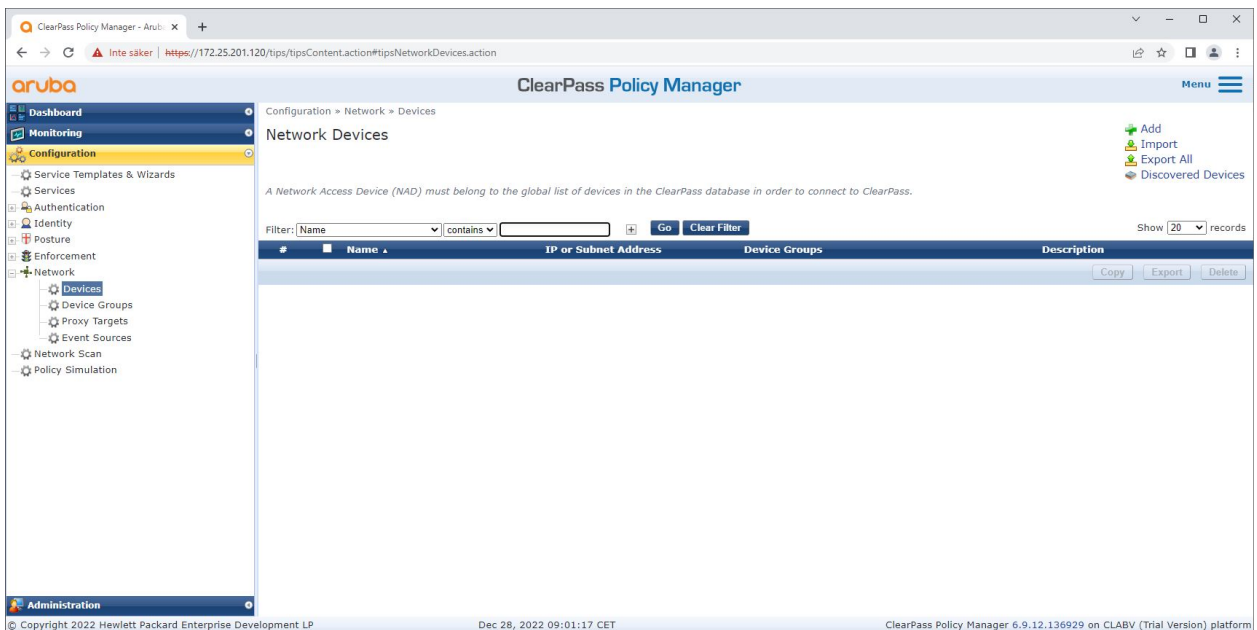 ClearPass Policy Manager - Arub
Inte säker | https://172.25.201.120/tips/tipsContent.action#tipsNetworkDevices.action
aruba
ClearPass Policy Manager
Menu
Dashboard
Monitoring
Configuration
Service Templates & Wizards
Services
Authentication
Identity
Posture
Enforcement
Network
Devices
Device Groups
Proxy Targets
Event Sources
Network Scan
Policy Simulation
Administration
Configuration » Network » Devices
Network Devices
Add
Import
Export All
Discovered Devices
A Network Access Device (NAD) must belong to the global list of devices in the ClearPass database in order to connect to ClearPass.
Filter: Name contains Go Clear Filter Show 20 records
# Name IP or Subnet Address Device Groups Description
Copy Export Delete
© Copyright 2022 Hewlett Packard Enterprise Development LP Dec 28, 2022 09:01:17 CET ClearPass Policy Manager 6.9.12.136929 on CLABV (Trial Version) platform